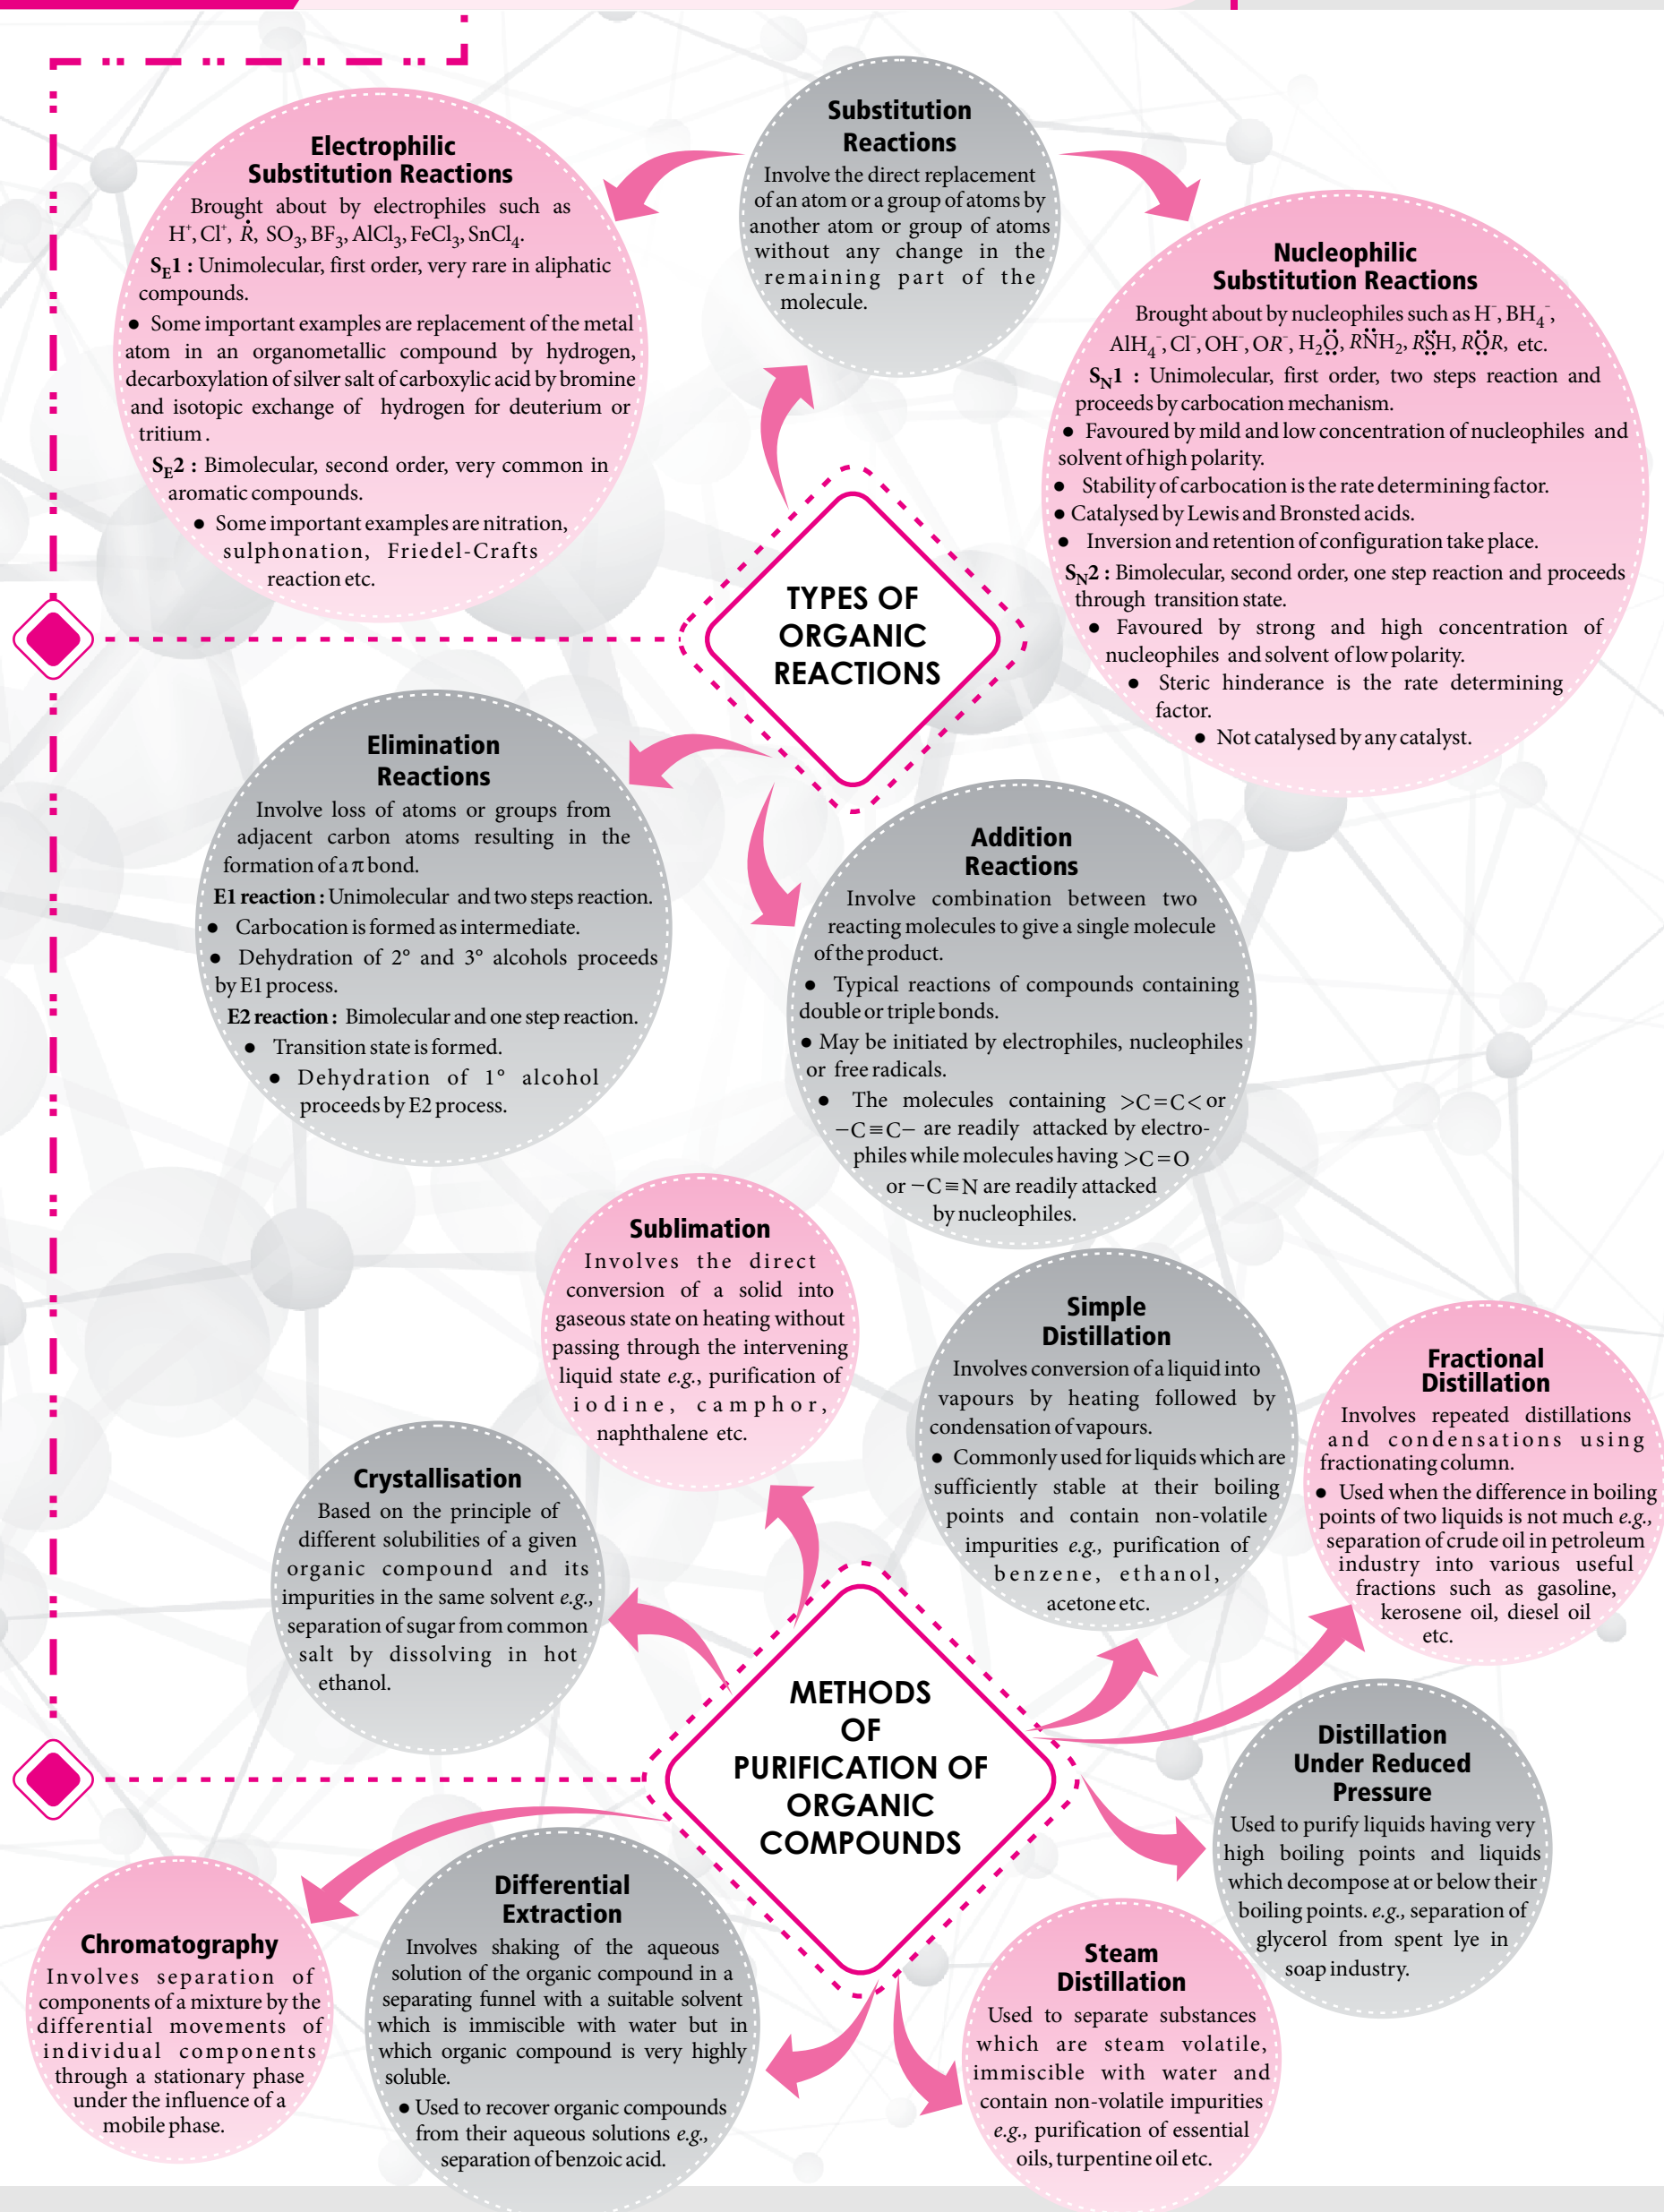 Substitution
Reactions
Involve the direct replacement
of an atom or a group of atoms by
another atom or group of atoms
without any change in the
remaining part of the
molecule.
Electrophilic
Substitution Reactions
Brought about by electrophiles such as
H⁺, Cl⁺, Ṙ, SO₃, BF₃, AlCl₃, FeCl₃, SnCl₄.
S_E1 : Unimolecular, first order, very rare in aliphatic
compounds.
● Some important examples are replacement of the metal
atom in an organometallic compound by hydrogen,
decarboxylation of silver salt of carboxylic acid by bromine
and isotopic exchange of hydrogen for deuterium or
tritium.
S_E2 : Bimolecular, second order, very common in
aromatic compounds.
● Some important examples are nitration,
sulphonation, Friedel-Crafts
reaction etc.
Nucleophilic
Substitution Reactions
Brought about by nucleophiles such as H⁻, BH₄⁻,
AlH₄⁻, Cl⁻, OH⁻, OR⁻, H₂Ö̤, RN̈H₂, RS̤̈H, RÖ̤R, etc.
S_N1 : Unimolecular, first order, two steps reaction and
proceeds by carbocation mechanism.
● Favoured by mild and low concentration of nucleophiles and
solvent of high polarity.
● Stability of carbocation is the rate determining factor.
● Catalysed by Lewis and Bronsted acids.
● Inversion and retention of configuration take place.
S_N2 : Bimolecular, second order, one step reaction and proceeds
through transition state.
● Favoured by strong and high concentration of
nucleophiles and solvent of low polarity.
● Steric hinderance is the rate determining
factor.
● Not catalysed by any catalyst.
TYPES OF
ORGANIC
REACTIONS
Elimination
Reactions
Involve loss of atoms or groups from
adjacent carbon atoms resulting in the
formation of a π bond.
E1 reaction : Unimolecular and two steps reaction.
● Carbocation is formed as intermediate.
● Dehydration of 2° and 3° alcohols proceeds
by E1 process.
E2 reaction : Bimolecular and one step reaction.
● Transition state is formed.
● Dehydration of 1° alcohol
proceeds by E2 process.
Addition
Reactions
Involve combination between two
reacting molecules to give a single molecule
of the product.
● Typical reactions of compounds containing
double or triple bonds.
● May be initiated by electrophiles, nucleophiles
or free radicals.
● The molecules containing >C=C< or
−C≡C− are readily attacked by electro-
philes while molecules having >C=O
or −C≡N are readily attacked
by nucleophiles.
Sublimation
Involves the direct
conversion of a solid into
gaseous state on heating without
passing through the intervening
liquid state e.g., purification of
iodine, camphor,
naphthalene etc.
Simple
Distillation
Involves conversion of a liquid into
vapours by heating followed by
condensation of vapours.
● Commonly used for liquids which are
sufficiently stable at their boiling
points and contain non-volatile
impurities e.g., purification of
benzene, ethanol,
acetone etc.
Fractional
Distillation
Involves repeated distillations
and condensations using
fractionating column.
● Used when the difference in boiling
points of two liquids is not much e.g.,
separation of crude oil in petroleum
industry into various useful
fractions such as gasoline,
kerosene oil, diesel oil
etc.
Crystallisation
Based on the principle of
different solubilities of a given
organic compound and its
impurities in the same solvent e.g.,
separation of sugar from common
salt by dissolving in hot
ethanol.
METHODS
OF
PURIFICATION OF
ORGANIC
COMPOUNDS
Distillation
Under Reduced
Pressure
Used to purify liquids having very
high boiling points and liquids
which decompose at or below their
boiling points. e.g., separation of
glycerol from spent lye in
soap industry.
Chromatography
Involves separation of
components of a mixture by the
differential movements of
individual components
through a stationary phase
under the influence of a
mobile phase.
Differential
Extraction
Involves shaking of the aqueous
solution of the organic compound in a
separating funnel with a suitable solvent
which is immiscible with water but in
which organic compound is very highly
soluble.
● Used to recover organic compounds
from their aqueous solutions e.g.,
separation of benzoic acid.
Steam
Distillation
Used to separate substances
which are steam volatile,
immiscible with water and
contain non-volatile impurities
e.g., purification of essential
oils, turpentine oil etc.